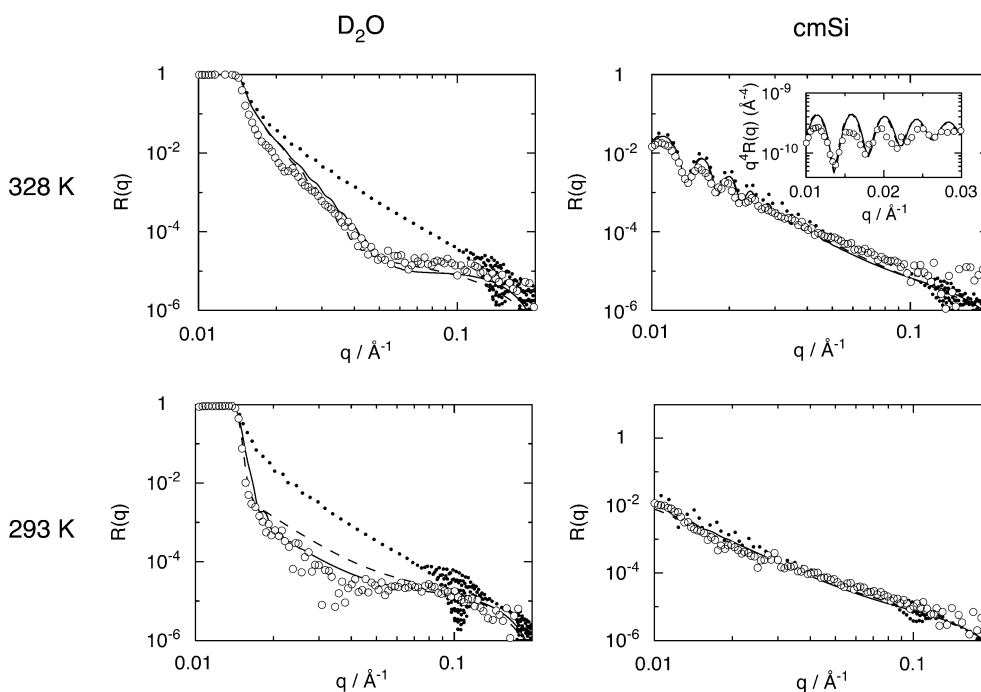 D₂O
cmSi
328 K
R(q)
1
10⁻²
10⁻⁴
10⁻⁶
0.01
0.1
q / Å⁻¹
R(q)
1
10⁻²
10⁻⁴
10⁻⁶
0.01
0.1
q / Å⁻¹
q⁴R(q) (Å⁻⁴)
10⁻⁹
10⁻¹⁰
0.01
0.02
0.03
q / Å⁻¹
293 K
R(q)
1
10⁻²
10⁻⁴
10⁻⁶
0.01
0.1
q / Å⁻¹
R(q)
1
10⁻²
10⁻⁴
10⁻⁶
0.01
0.1
q / Å⁻¹